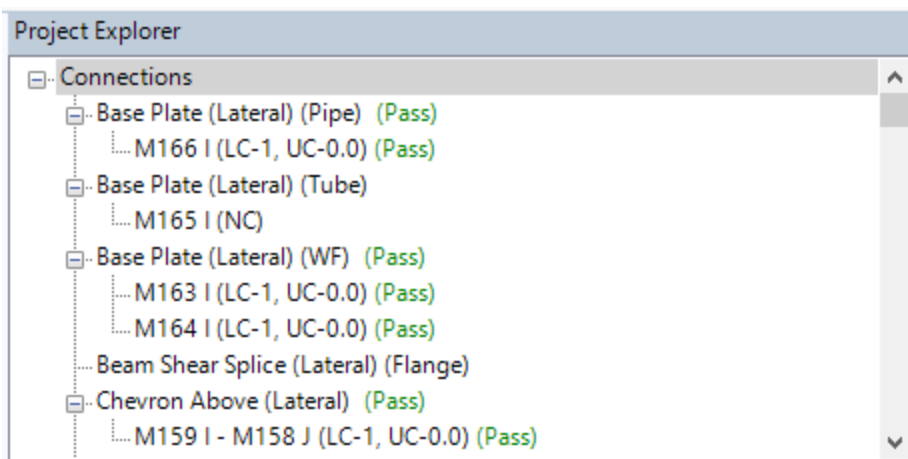 Project Explorer
Connections
Base Plate (Lateral) (Pipe) (Pass)
M166 I (LC-1, UC-0.0) (Pass)
Base Plate (Lateral) (Tube)
M165 I (NC)
Base Plate (Lateral) (WF) (Pass)
M163 I (LC-1, UC-0.0) (Pass)
M164 I (LC-1, UC-0.0) (Pass)
Beam Shear Splice (Lateral) (Flange)
Chevron Above (Lateral) (Pass)
M159 I - M158 J (LC-1, UC-0.0) (Pass)